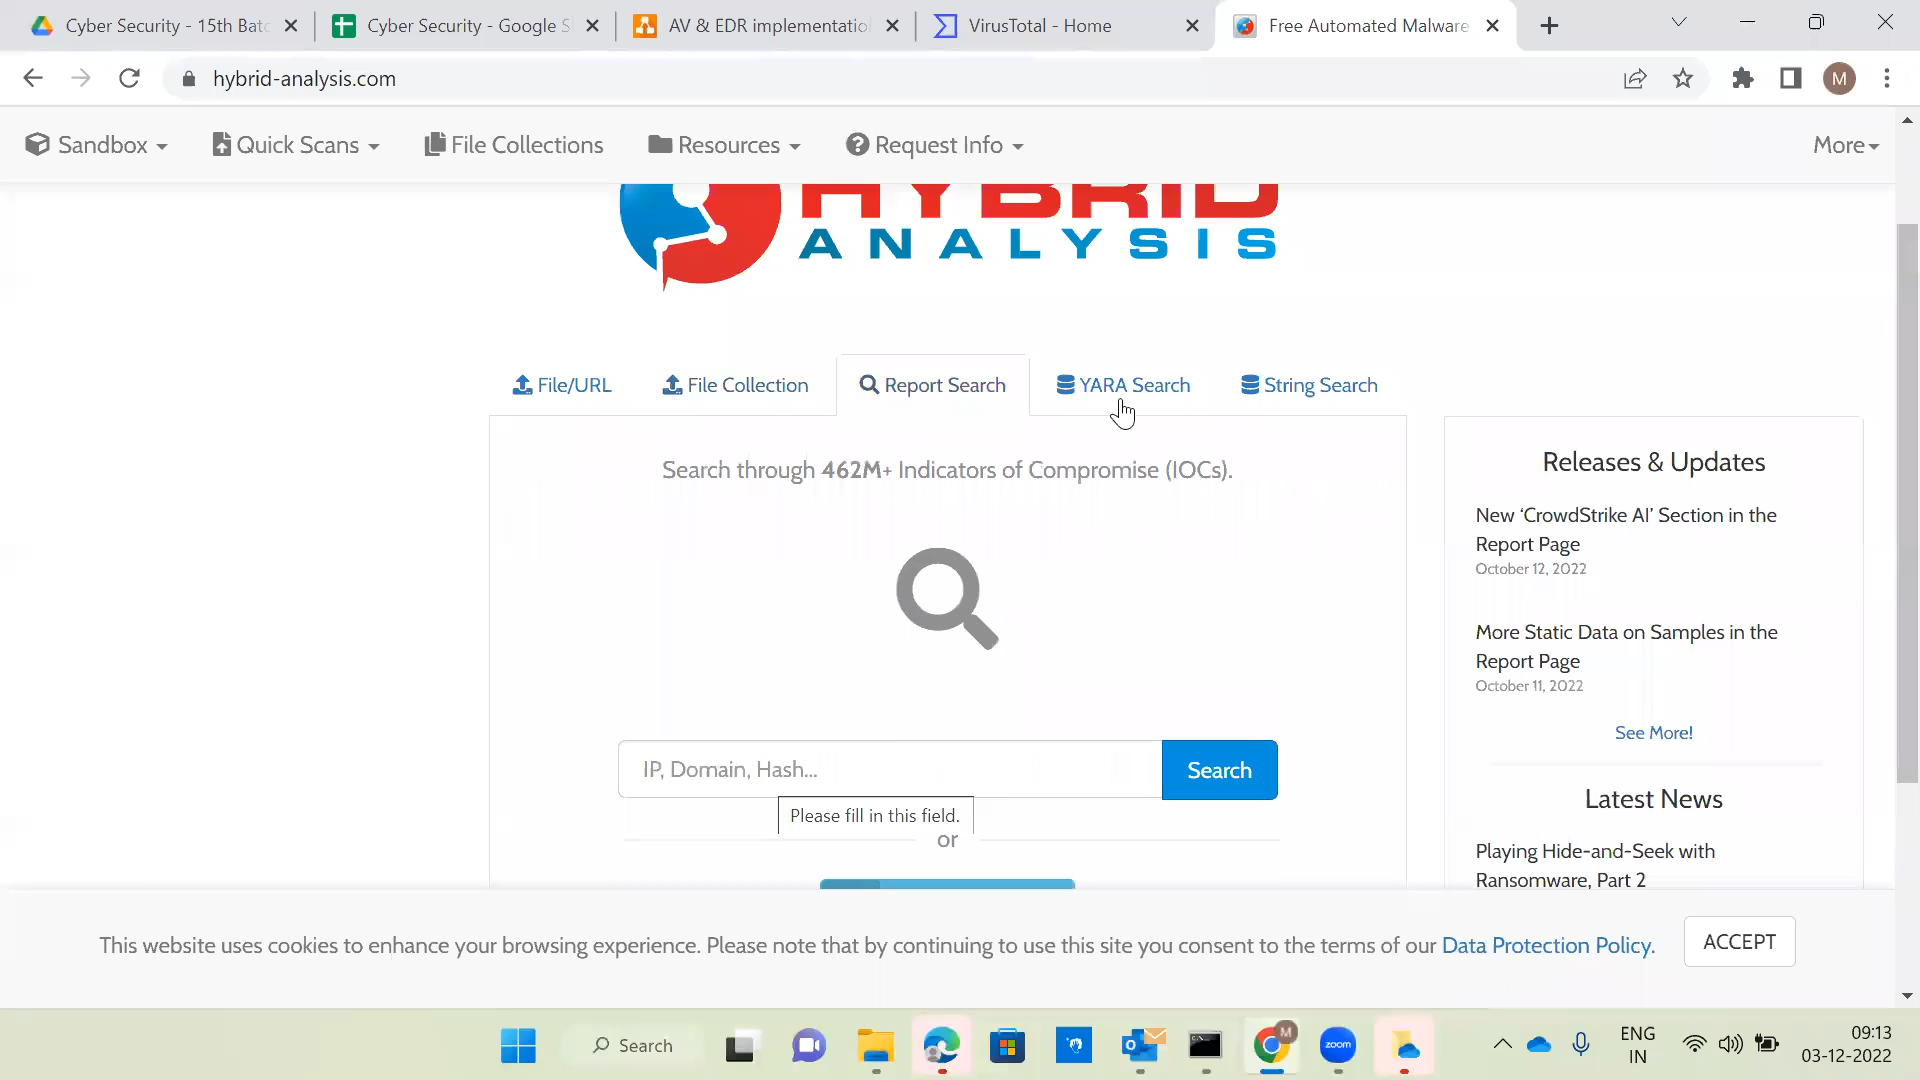 Cyber Security - 15th Batc
Cyber Security - Google S
AV & EDR implementatio
VirusTotal - Home
Free Automated Malware
hybrid-analysis.com
M
Sandbox
Quick Scans
File Collections
Resources
Request Info
More
HYBRID
ANALYSIS
File/URL
File Collection
Report Search
YARA Search
String Search
Search through 462M+ Indicators of Compromise (IOCs).
IP, Domain, Hash...
Search
Please fill in this field.
or
Releases & Updates
New ‘CrowdStrike AI’ Section in the
Report Page
October 12, 2022
More Static Data on Samples in the
Report Page
October 11, 2022
See More!
Latest News
Playing Hide-and-Seek with
Ransomware, Part 2
This website uses cookies to enhance your browsing experience. Please note that by continuing to use this site you consent to the terms of our Data Protection Policy.
ACCEPT
Search
M
zoom
ENG
IN
09:13
03-12-2022